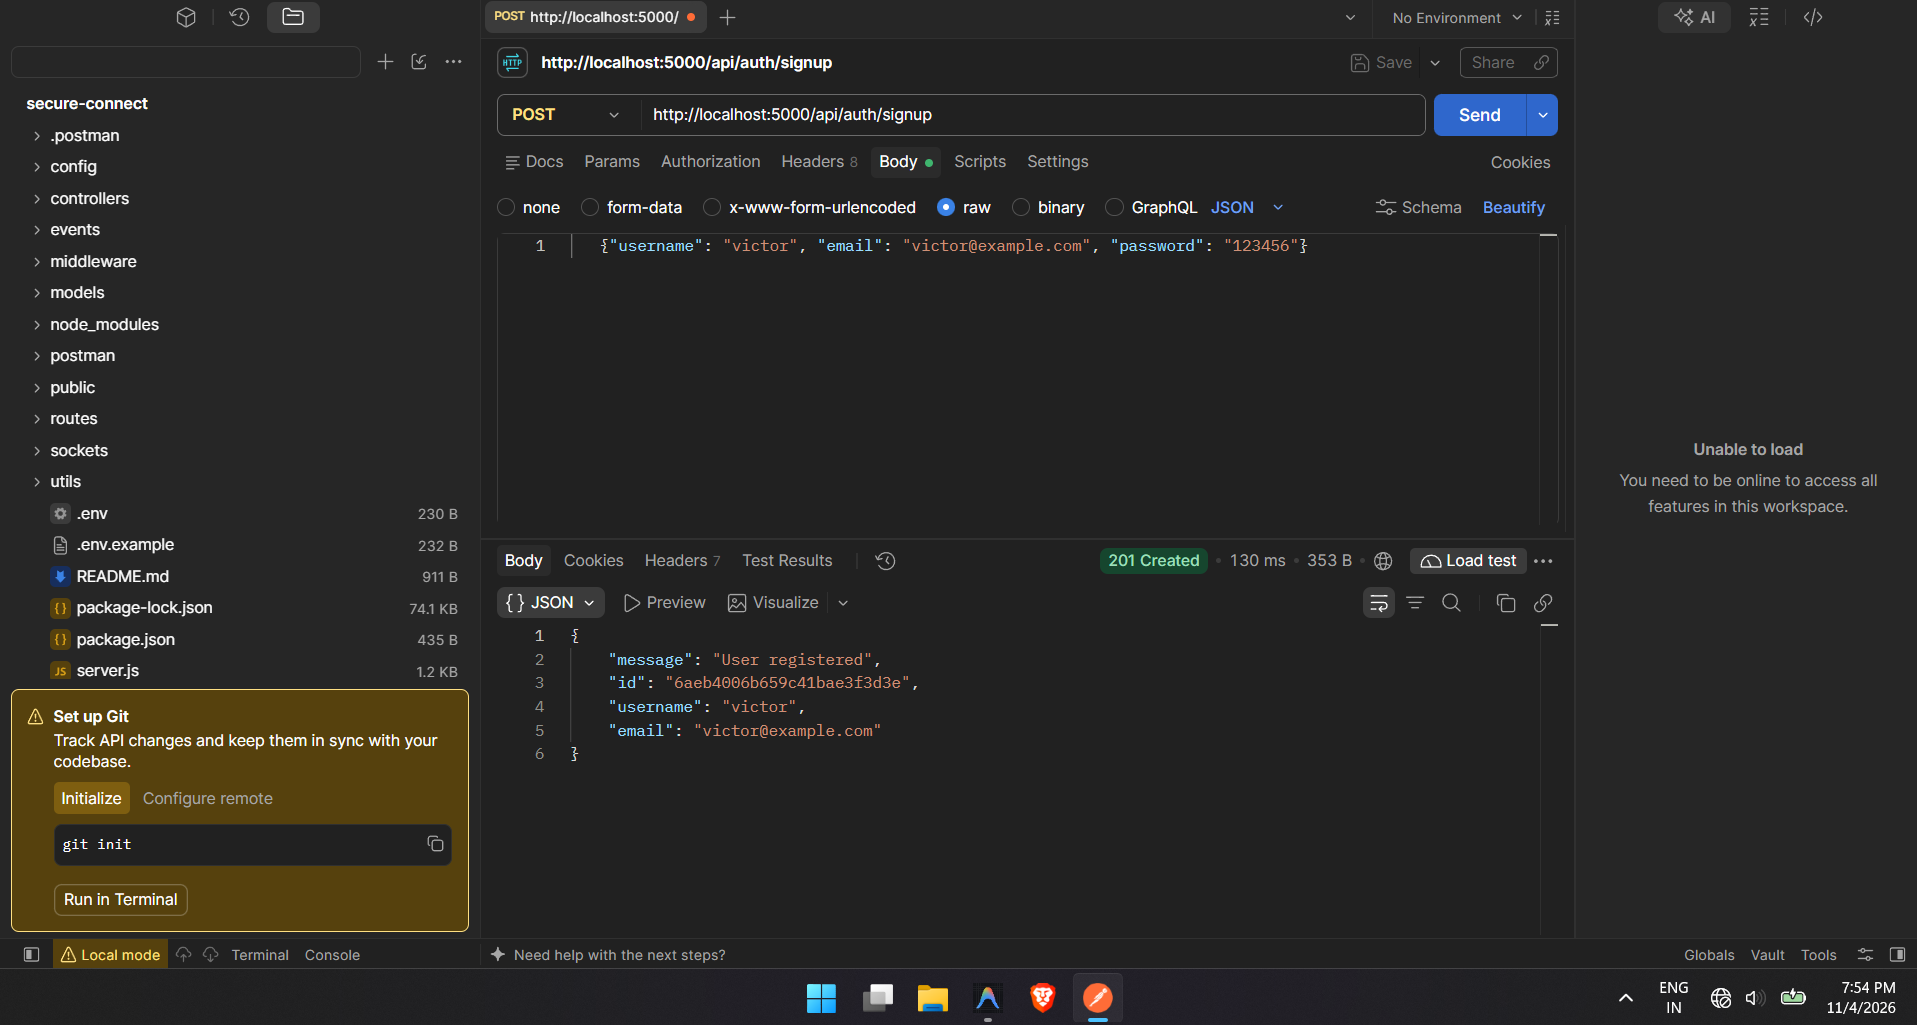 POST http://localhost:5000/
No Environment
AI
http://localhost:5000/api/auth/signup
Save
Share
secure-connect
.postman
config
controllers
events
middleware
models
node_modules
postman
public
routes
sockets
utils
.env 230 B
.env.example 232 B
README.md 911 B
package-lock.json 74.1 KB
package.json 435 B
server.js 1.2 KB
Set up Git
Track API changes and keep them in sync with your
codebase.
Initialize Configure remote
git init
Run in Terminal
POST http://localhost:5000/api/auth/signup Send
Docs Params Authorization Headers 8 Body Scripts Settings Cookies
none form-data x-www-form-urlencoded raw binary GraphQL JSON Schema Beautify
1 {"username": "victor", "email": "victor@example.com", "password": "123456"}
Body Cookies Headers 7 Test Results 201 Created 130 ms 353 B Load test
{} JSON Preview Visualize
1 {
2 "message": "User registered",
3 "id": "6aeb4006b659c41bae3f3d3e",
4 "username": "victor",
5 "email": "victor@example.com"
6 }
Unable to load
You need to be online to access all
features in this workspace.
Local mode Terminal Console Need help with the next steps? Globals Vault Tools
ENG
IN
7:54 PM
11/4/2026